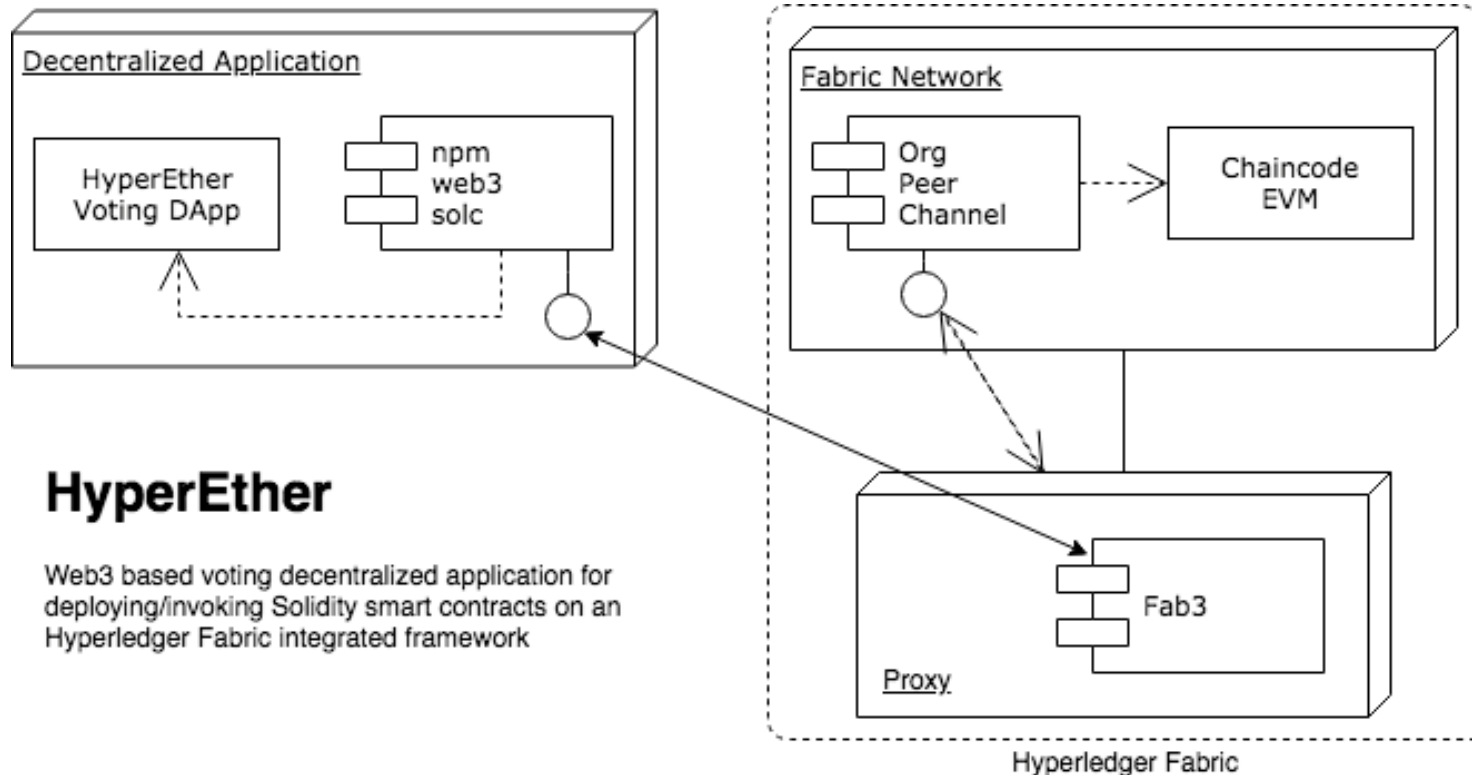 Decentralized Application
HyperEther
Voting DApp
npm
web3
solc
Fabric Network
Org
Peer
Channel
Chaincode
EVM
HyperEther
Web3 based voting decentralized application for
deploying/invoking Solidity smart contracts on an
Hyperledger Fabric integrated framework
Fab3
Proxy
Hyperledger Fabric